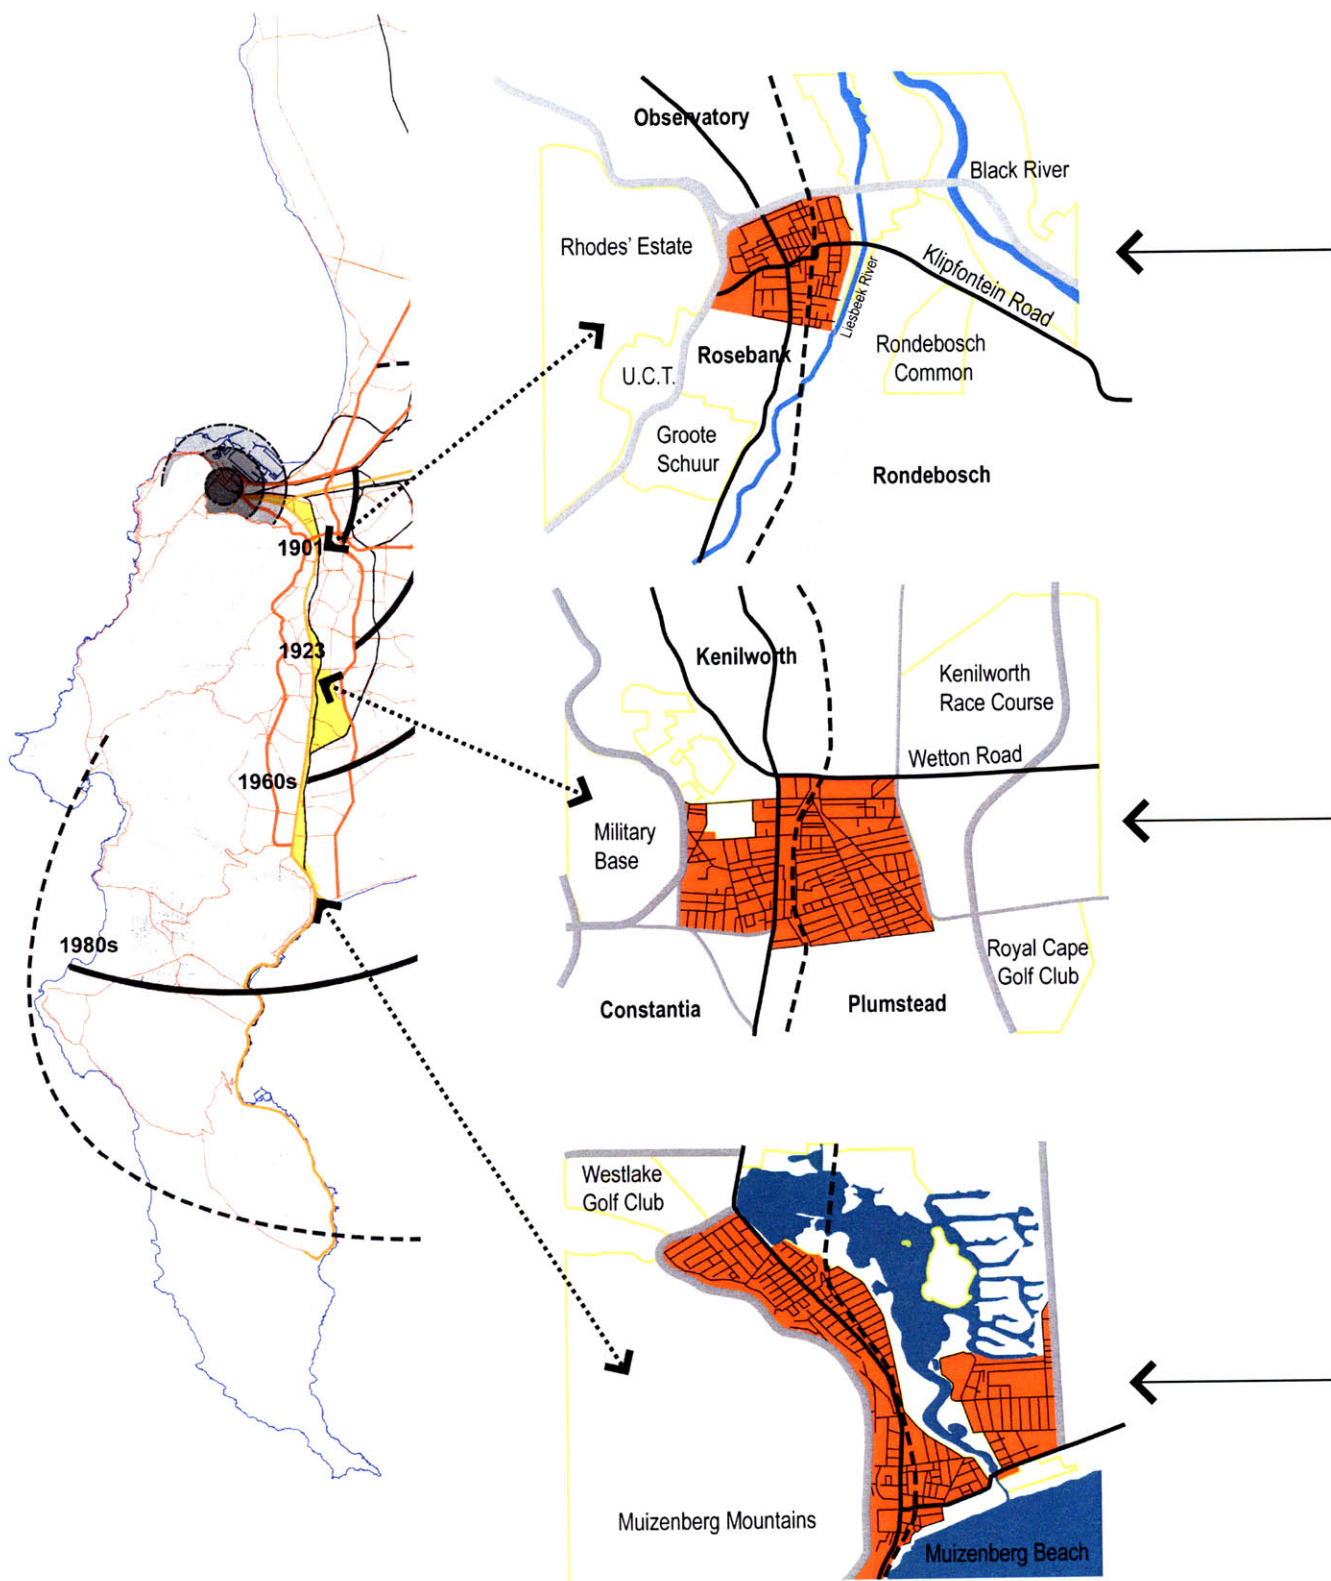 1901
1923
1960s
1980s
Observatory
Black River
Rhodes' Estate
Klipfontein Road
Liesbeek River
Rosebank
Rondebosch
Common
U.C.T.
Groote
Schuur
Rondebosch
Kenilworth
Kenilworth
Race Course
Wetton Road
Military
Base
Royal Cape
Golf Club
Constantia
Plumstead
Westlake
Golf Club
Muizenberg Mountains
Muizenberg Beach